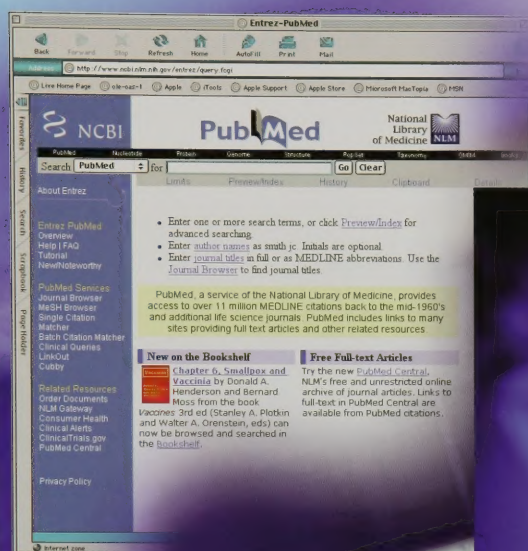 Entrez-PubMed
Back Forward Stop Refresh Home AutoFill Print Mail
http://www.ncbi.nlm.nih.gov/entrez/query.fcgi
Live Home Page Apple iTools Apple Support Apple Store Microsoft MacTopia MSN
Favorites
History
Search
Scrapbook
Page Holder
NCBI
PubMed
National
Library
of Medicine NLM
PubMed Nucleotide Protein Genome Structure PopSet Taxonomy OMIM
Search PubMed for Go Clear
Limits Preview/Index History Clipboard Details
About Entrez
Entrez PubMed
Overview
Help | FAQ
Tutorial
New/Noteworthy
PubMed Services
Journal Browser
MeSH Browser
Single Citation
Matcher
Batch Citation Matcher
Clinical Queries
LinkOut
Cubby
Related Resources
Order Documents
NLM Gateway
Consumer Health
Clinical Alerts
ClinicalTrials.gov
PubMed Central
Privacy Policy
• Enter one or more search terms, or click Preview/Index for
advanced searching.
• Enter author names as smith jc. Initials are optional.
• Enter journal titles in full or as MEDLINE abbreviations. Use the
Journal Browser to find journal titles.
PubMed, a service of the National Library of Medicine, provides
access to over 11 million MEDLINE citations back to the mid-1960's
and additional life science journals. PubMed includes links to many
sites providing full text articles and other related resources.
New on the Bookshelf
Chapter 6, Smallpox and
Vaccinia by Donald A.
Henderson and Bernard
Moss from the book
Vaccines 3rd ed (Stanley A. Plotkin
and Walter A. Orenstein, eds) can
now be browsed and searched in
the Bookshelf.
Free Full-text Articles
Try the new PubMed Central,
NLM's free and unrestricted online
archive of journal articles. Links to
full-text in PubMed Central are
available from PubMed citations.
Internet zone